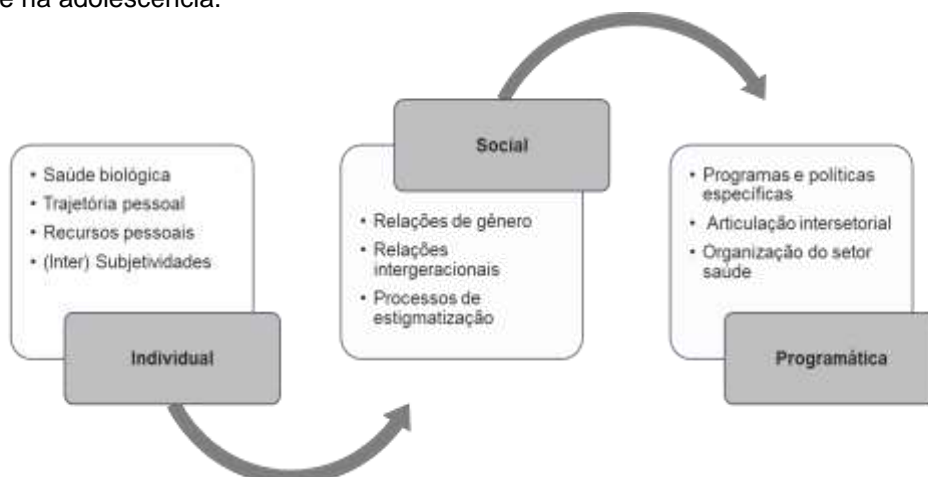 e na adolescência.
• Saúde biológica
• Trajetória pessoal
• Recursos pessoais
• (Inter) Subjetividades
Individual
Social
• Relações de gênero
• Relações
intergeracionais
• Processos de
estigmatização
• Programas e políticas
específicas
• Articulação intersetorial
• Organização do setor
saúde
Programática